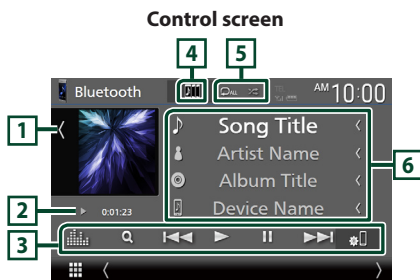 Control screen
4 5
Bluetooth ALL AM 10:00
1
Song Title
Artist Name
6
Album Title
2
0:01:23
Device Name
3